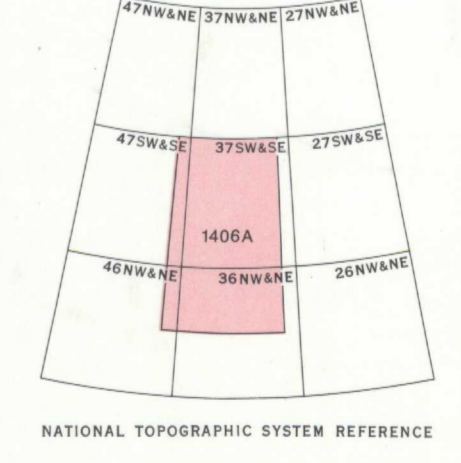 47NW&NE 37NW&NE 27NW&NE
47SW&SE 37SW&SE 27SW&SE
1406A
46NW&NE 36NW&NE 26NW&NE
NATIONAL TOPOGRAPHIC SYSTEM REFERENCE